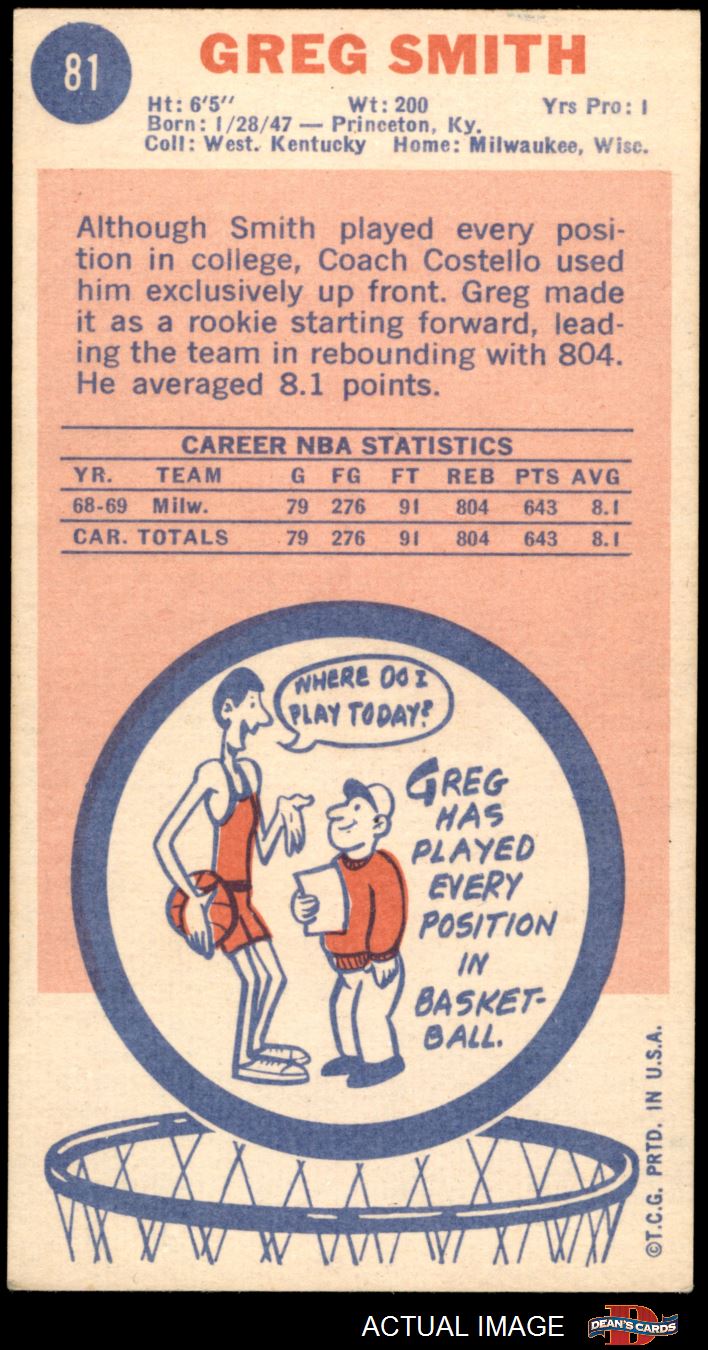 81
GREG SMITH
Ht: 6'5" Wt: 200 Yrs Pro: 1
Born: 1/28/47 — Princeton, Ky.
Coll: West. Kentucky Home: Milwaukee, Wisc.
Although Smith played every posi-
tion in college, Coach Costello used
him exclusively up front. Greg made
it as a rookie starting forward, lead-
ing the team in rebounding with 804.
He averaged 8.1 points.
CAREER NBA STATISTICS
YR. TEAM G FG FT REB PTS AVG
68-69 Milw. 79 276 91 804 643 8.1
CAR. TOTALS 79 276 91 804 643 8.1
WHERE DO I
PLAY TODAY?
GREG
HAS
PLAYED
EVERY
POSITION
IN
BASKET-
BALL.
©T.C.G. PRTD. IN U.S.A.
ACTUAL IMAGE
D
DEAN'S CARDS